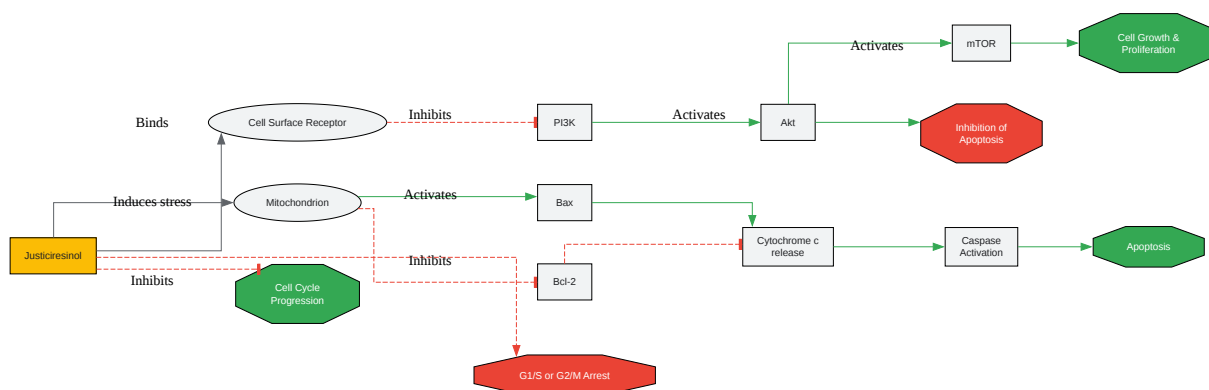 Activates
mTOR
Cell Growth &
Proliferation
Binds
Cell Surface Receptor
Inhibits
PI3K
Activates
Akt
Inhibition of
Apoptosis
Induces stress
Mitochondrion
Activates
Bax
Justiciresinol
Inhibits
Cell Cycle
Progression
Inhibits
Bcl-2
Cytochrome c
release
Caspase
Activation
Apoptosis
G1/S or G2/M Arrest